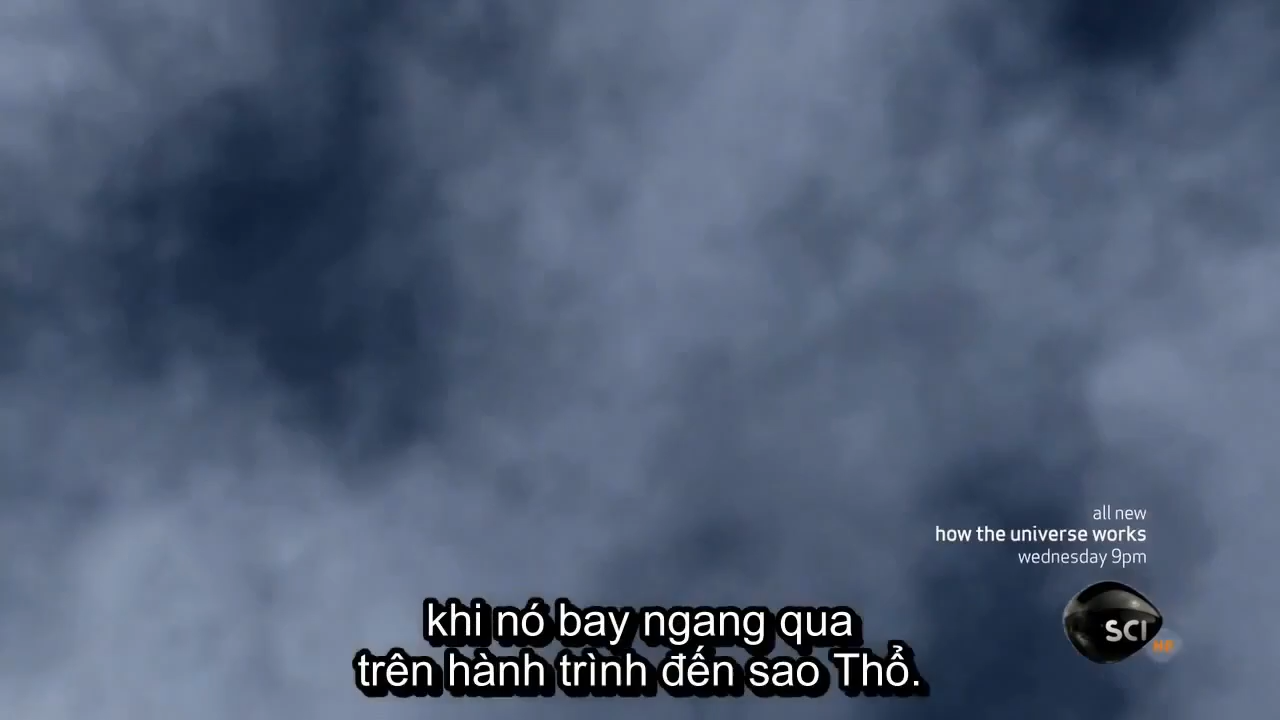 all new
how the universe works
wednesday 9pm
SCI
HD
khi nó bay ngang qua
trên hành trình đến sao Thổ.